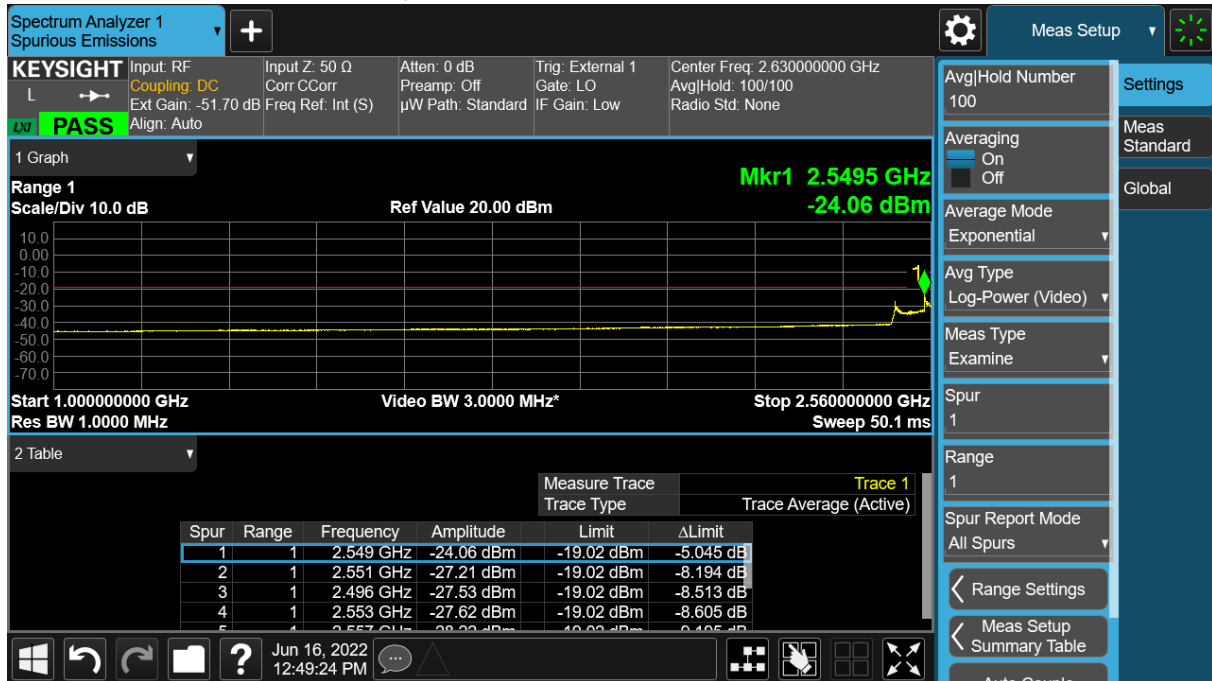 Spectrum Analyzer 1
Spurious Emissions
▼
+
Meas Setup ▼
KEYSIGHT
L
LXI PASS
Input: RF
Coupling: DC
Ext Gain: -51.70 dB
Align: Auto
Input Z: 50 Ω
Corr CCorr
Freq Ref: Int (S)
Atten: 0 dB
Preamp: Off
µW Path: Standard
Trig: External 1
Gate: LO
IF Gain: Low
Center Freq: 2.630000000 GHz
Avg|Hold: 100/100
Radio Std: None
1 Graph ▼
Range 1
Scale/Div 10.0 dB
Ref Value 20.00 dBm
Mkr1 2.5495 GHz
-24.06 dBm
10.0
0.00
-10.0
-20.0
-30.0
-40.0
-50.0
-60.0
-70.0
1
Start 1.000000000 GHz
Video BW 3.0000 MHz*
Stop 2.560000000 GHz
Res BW 1.0000 MHz
Sweep 50.1 ms
2 Table ▼
Measure Trace Trace 1
Trace Type Trace Average (Active)
Spur Range Frequency Amplitude Limit ΔLimit
1 1 2.549 GHz -24.06 dBm -19.02 dBm -5.045 dB
2 1 2.551 GHz -27.21 dBm -19.02 dBm -8.194 dB
3 1 2.496 GHz -27.53 dBm -19.02 dBm -8.513 dB
4 1 2.553 GHz -27.62 dBm -19.02 dBm -8.605 dB
Avg|Hold Number
100
Averaging
On
Off
Average Mode
Exponential ▼
Avg Type
Log-Power (Video) ▼
Meas Type
Examine ▼
Spur
1
Range
1
Spur Report Mode
All Spurs ▼
Range Settings
Meas Setup
Summary Table
Settings
Meas
Standard
Global
?
Jun 16, 2022
12:49:24 PM